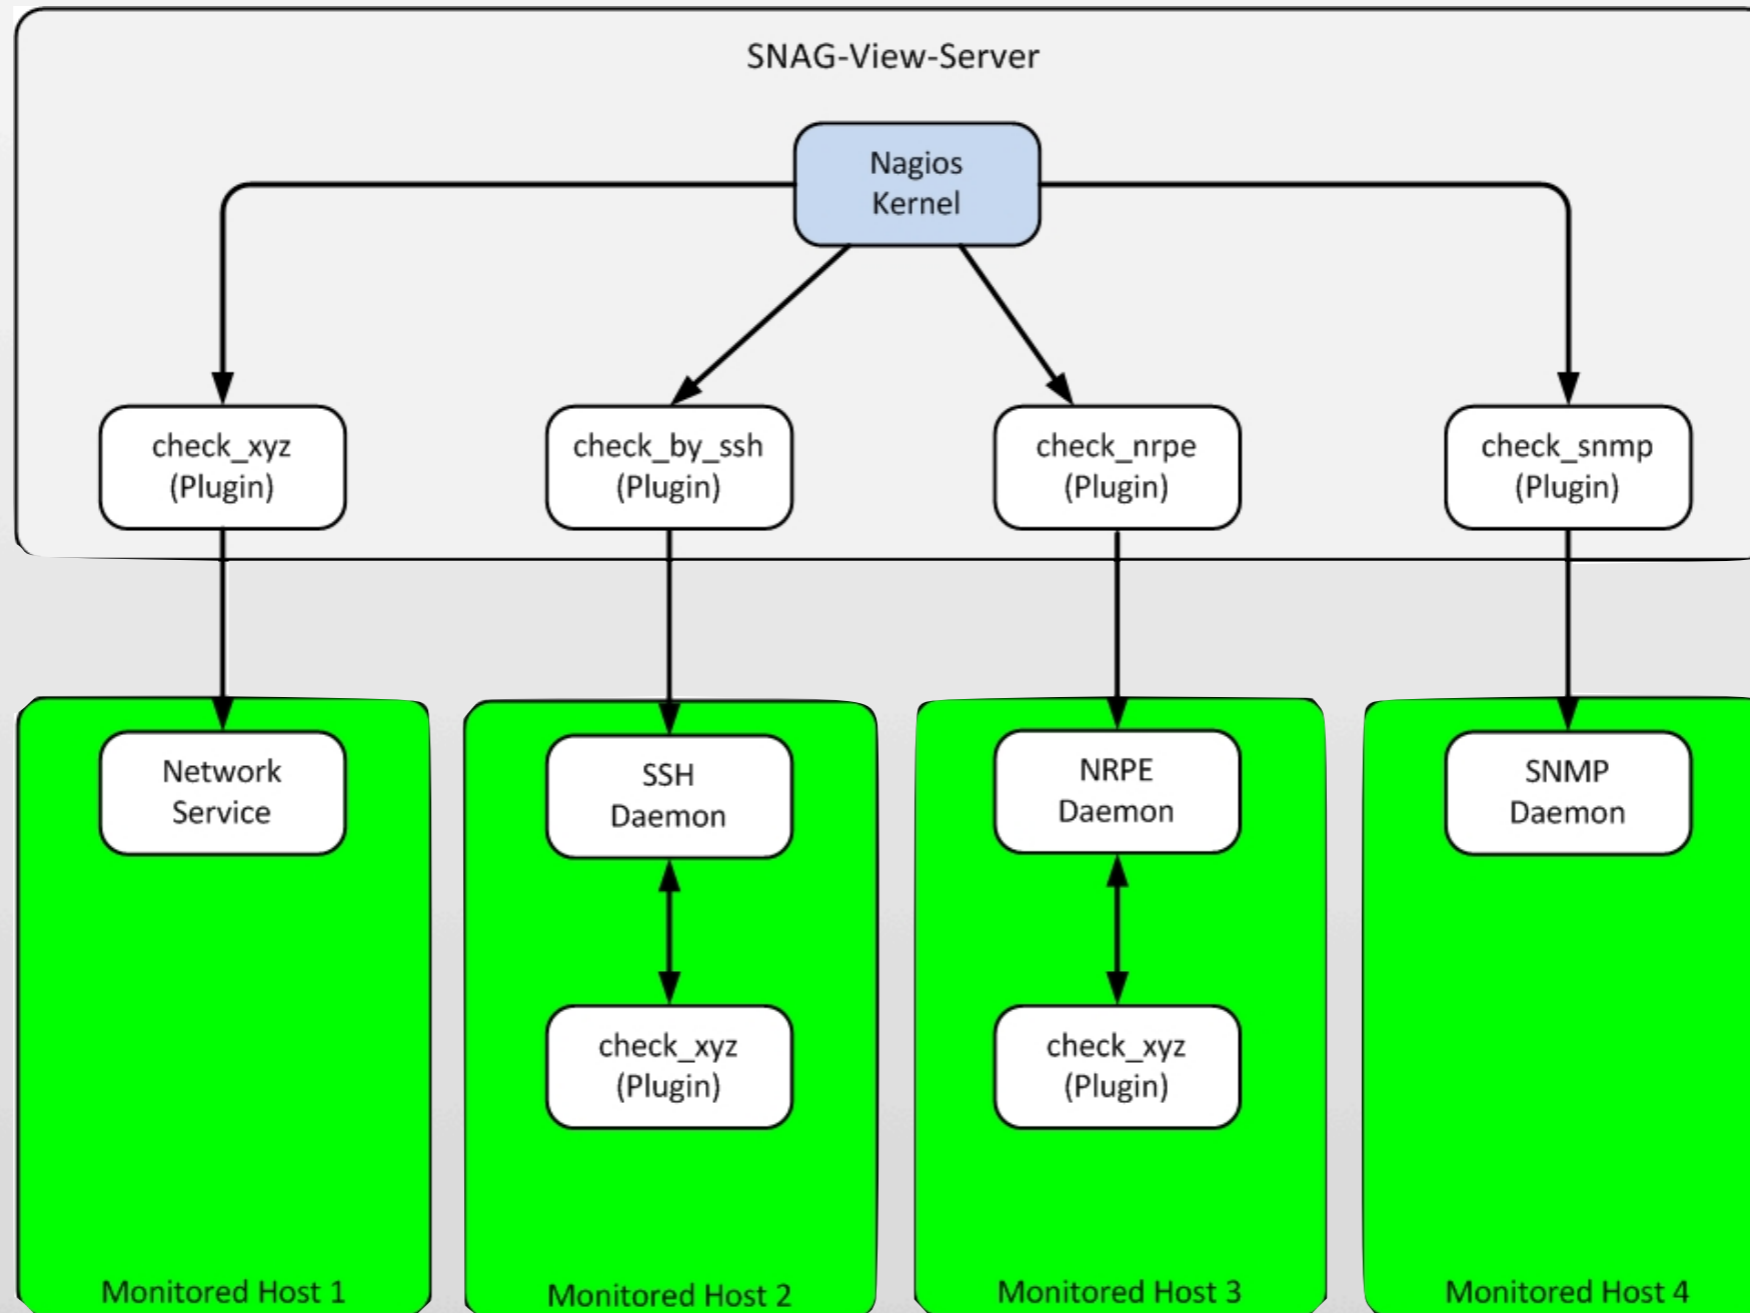 SNAG-View-Server
Nagios
Kernel
check_xyz
(Plugin)
check_by_ssh
(Plugin)
check_nrpe
(Plugin)
check_snmp
(Plugin)
Network
Service
SSH
Daemon
NRPE
Daemon
SNMP
Daemon
check_xyz
(Plugin)
check_xyz
(Plugin)
Monitored Host 1
Monitored Host 2
Monitored Host 3
Monitored Host 4